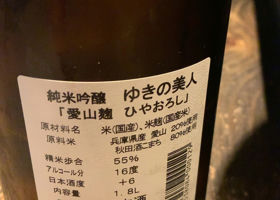 純米吟醸 ゆきの美人
「愛山麹 ひやおろし」
原材料名 米(国産)、米麹(国産米)
原料米 兵庫県産 愛山 20%使用
秋田酒こまち 80%使用
精米歩合 55%
アルコール分 16度
日本酒度 +6
内容量 1.8L